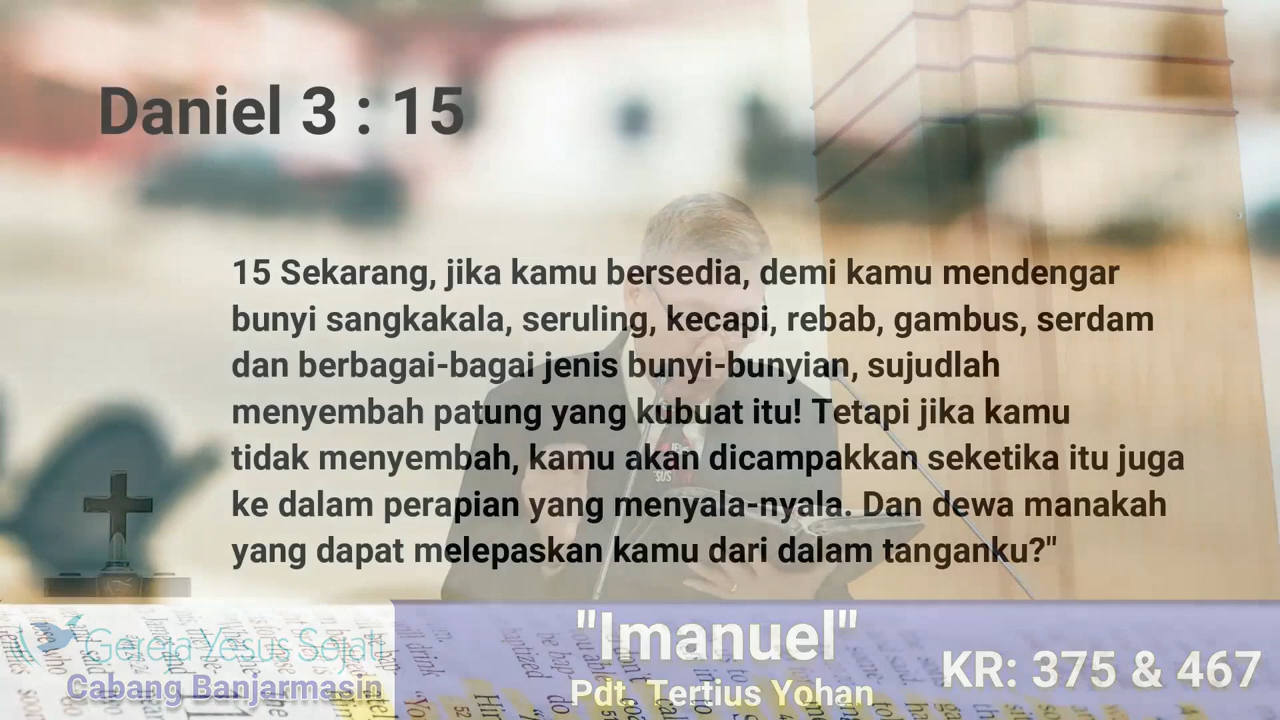 Daniel 3 : 15
15 Sekarang, jika kamu bersedia, demi kamu mendengar
bunyi sangkakala, seruling, kecapi, rebab, gambus, serdam
dan berbagai-bagai jenis bunyi-bunyian, sujudlah
menyembah patung yang kubuat itu! Tetapi jika kamu
tidak menyembah, kamu akan dicampakkan seketika itu juga
ke dalam perapian yang menyala-nyala. Dan dewa manakah
yang dapat melepaskan kamu dari dalam tanganku?"
Gereja Yesus Sejati
Cabang Banjarmasin
"Imanuel"
Pdt. Tertius Yohan
KR: 375 & 467